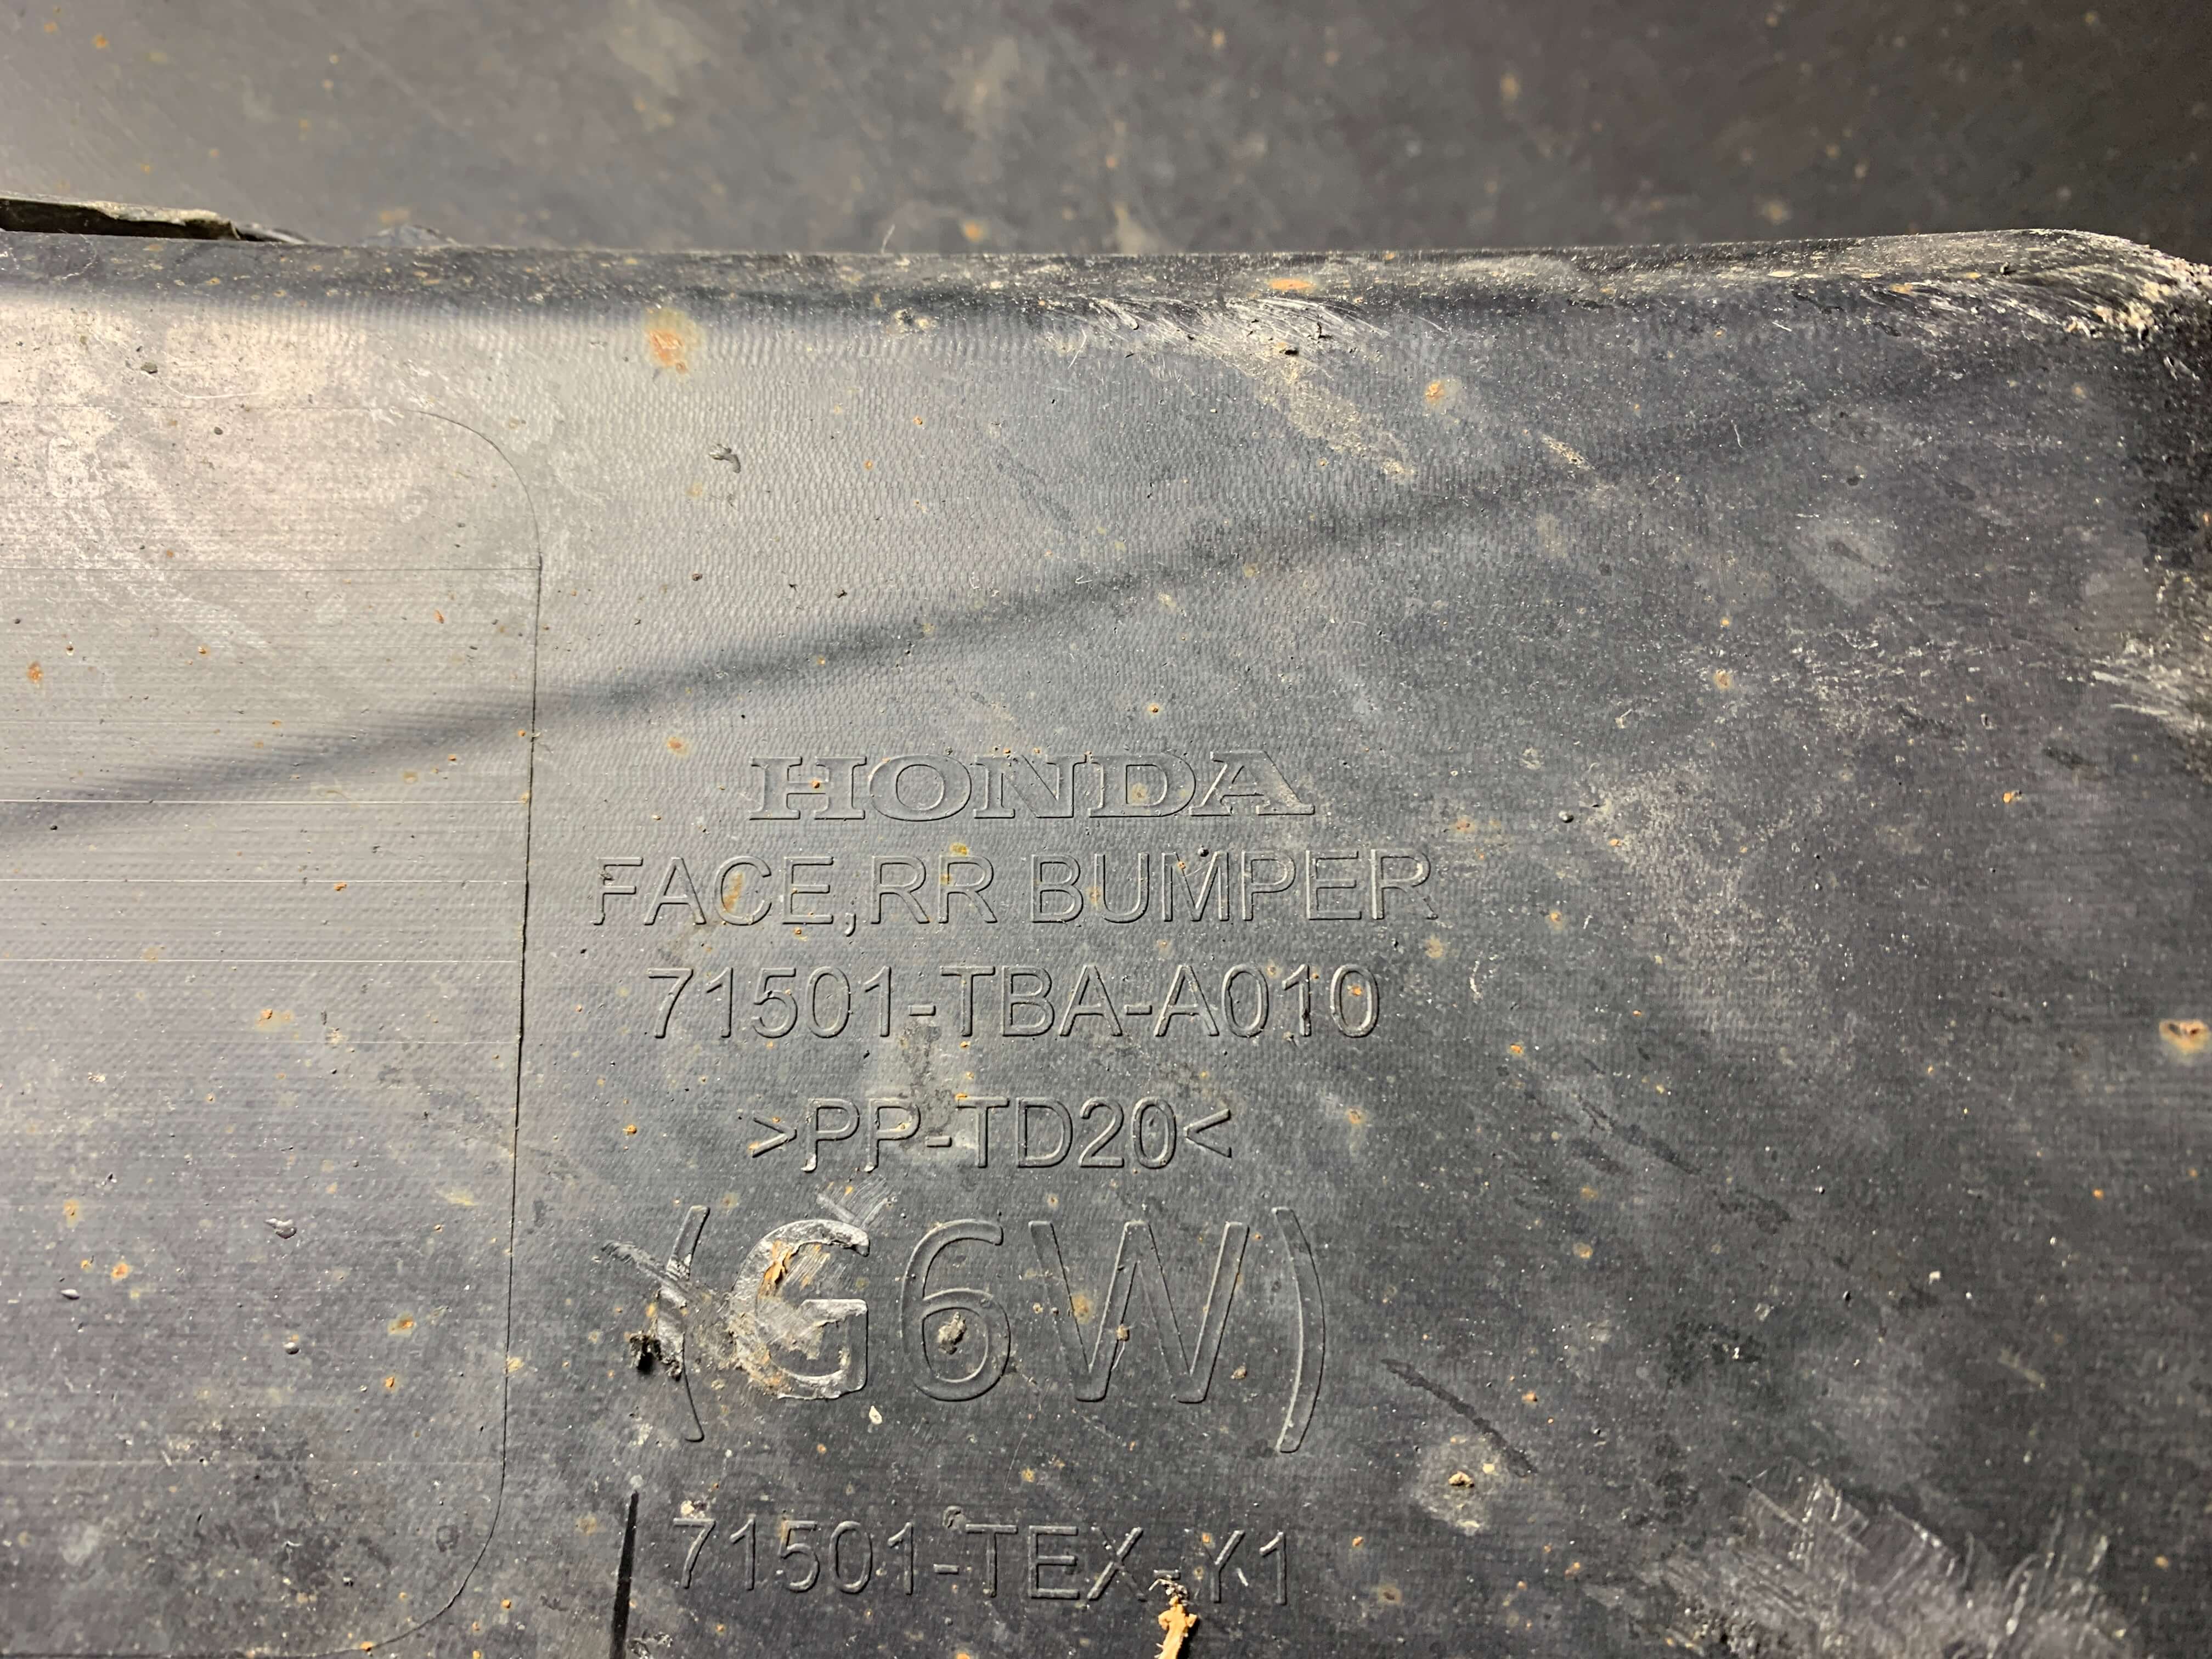 HONDA
FACE,RR BUMPER
71501-TBA-A010
>PP-TD20<
(G6W)
71501-TEX-Y1